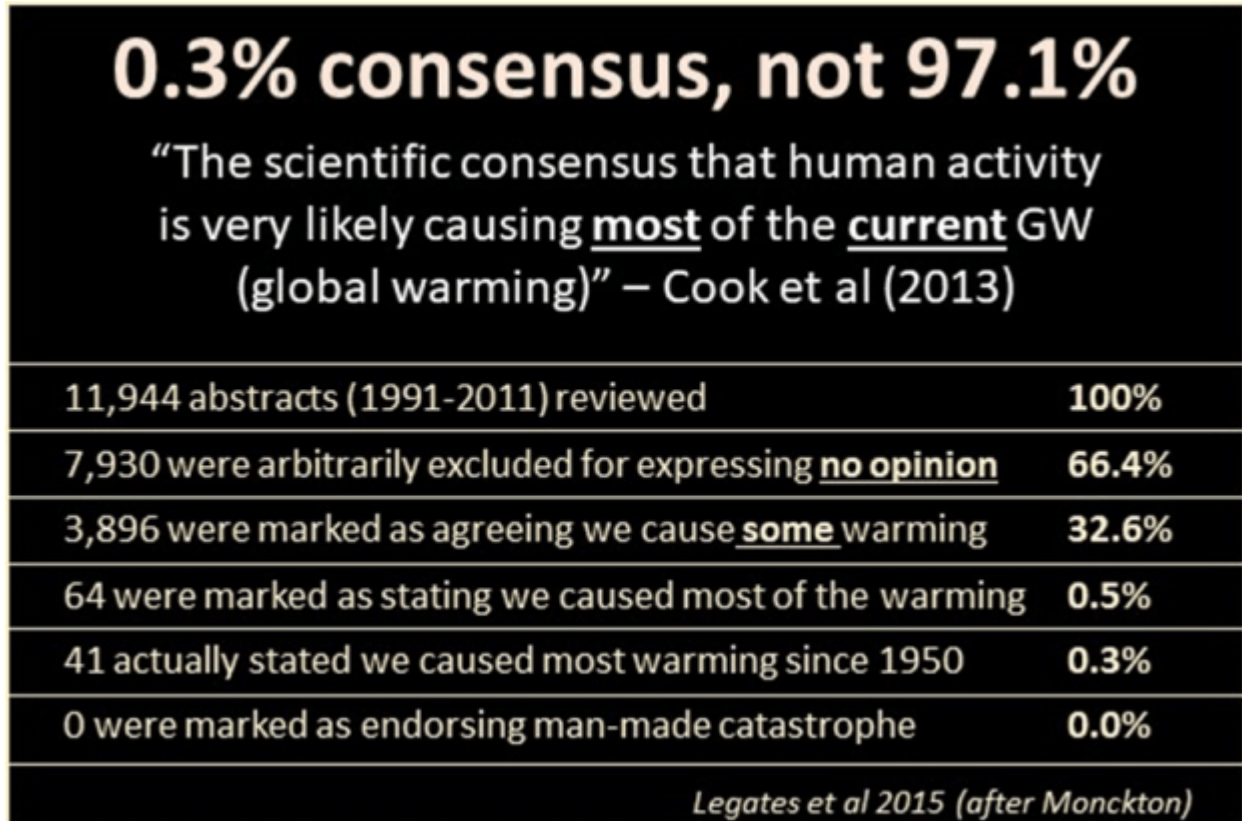 0.3% consensus, not 97.1%
“The scientific consensus that human activity
is very likely causing most of the current GW
(global warming)” – Cook et al (2013)
11,944 abstracts (1991-2011) reviewed 100%
7,930 were arbitrarily excluded for expressing no opinion 66.4%
3,896 were marked as agreeing we cause some warming 32.6%
64 were marked as stating we caused most of the warming 0.5%
41 actually stated we caused most warming since 1950 0.3%
0 were marked as endorsing man-made catastrophe 0.0%
Legates et al 2015 (after Monckton)